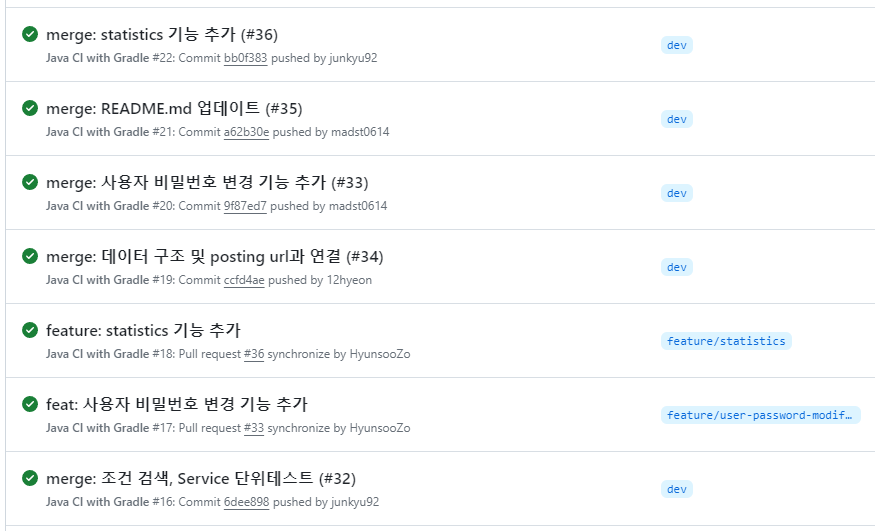 merge: statistics 기능 추가 (#36)
Java CI with Gradle #22: Commit bb0f383 pushed by junkyu92
dev
merge: README.md 업데이트 (#35)
Java CI with Gradle #21: Commit a62b30e pushed by madst0614
dev
merge: 사용자 비밀번호 변경 기능 추가 (#33)
Java CI with Gradle #20: Commit 9f87ed7 pushed by madst0614
dev
merge: 데이터 구조 및 posting url과 연결 (#34)
Java CI with Gradle #19: Commit ccfd4ae pushed by 12hyeon
dev
feature: statistics 기능 추가
Java CI with Gradle #18: Pull request #36 synchronize by HyunsooZo
feature/statistics
feat: 사용자 비밀번호 변경 기능 추가
Java CI with Gradle #17: Pull request #33 synchronize by HyunsooZo
feature/user-password-modif…
merge: 조건 검색, Service 단위테스트 (#32)
Java CI with Gradle #16: Commit 6dee898 pushed by junkyu92
dev